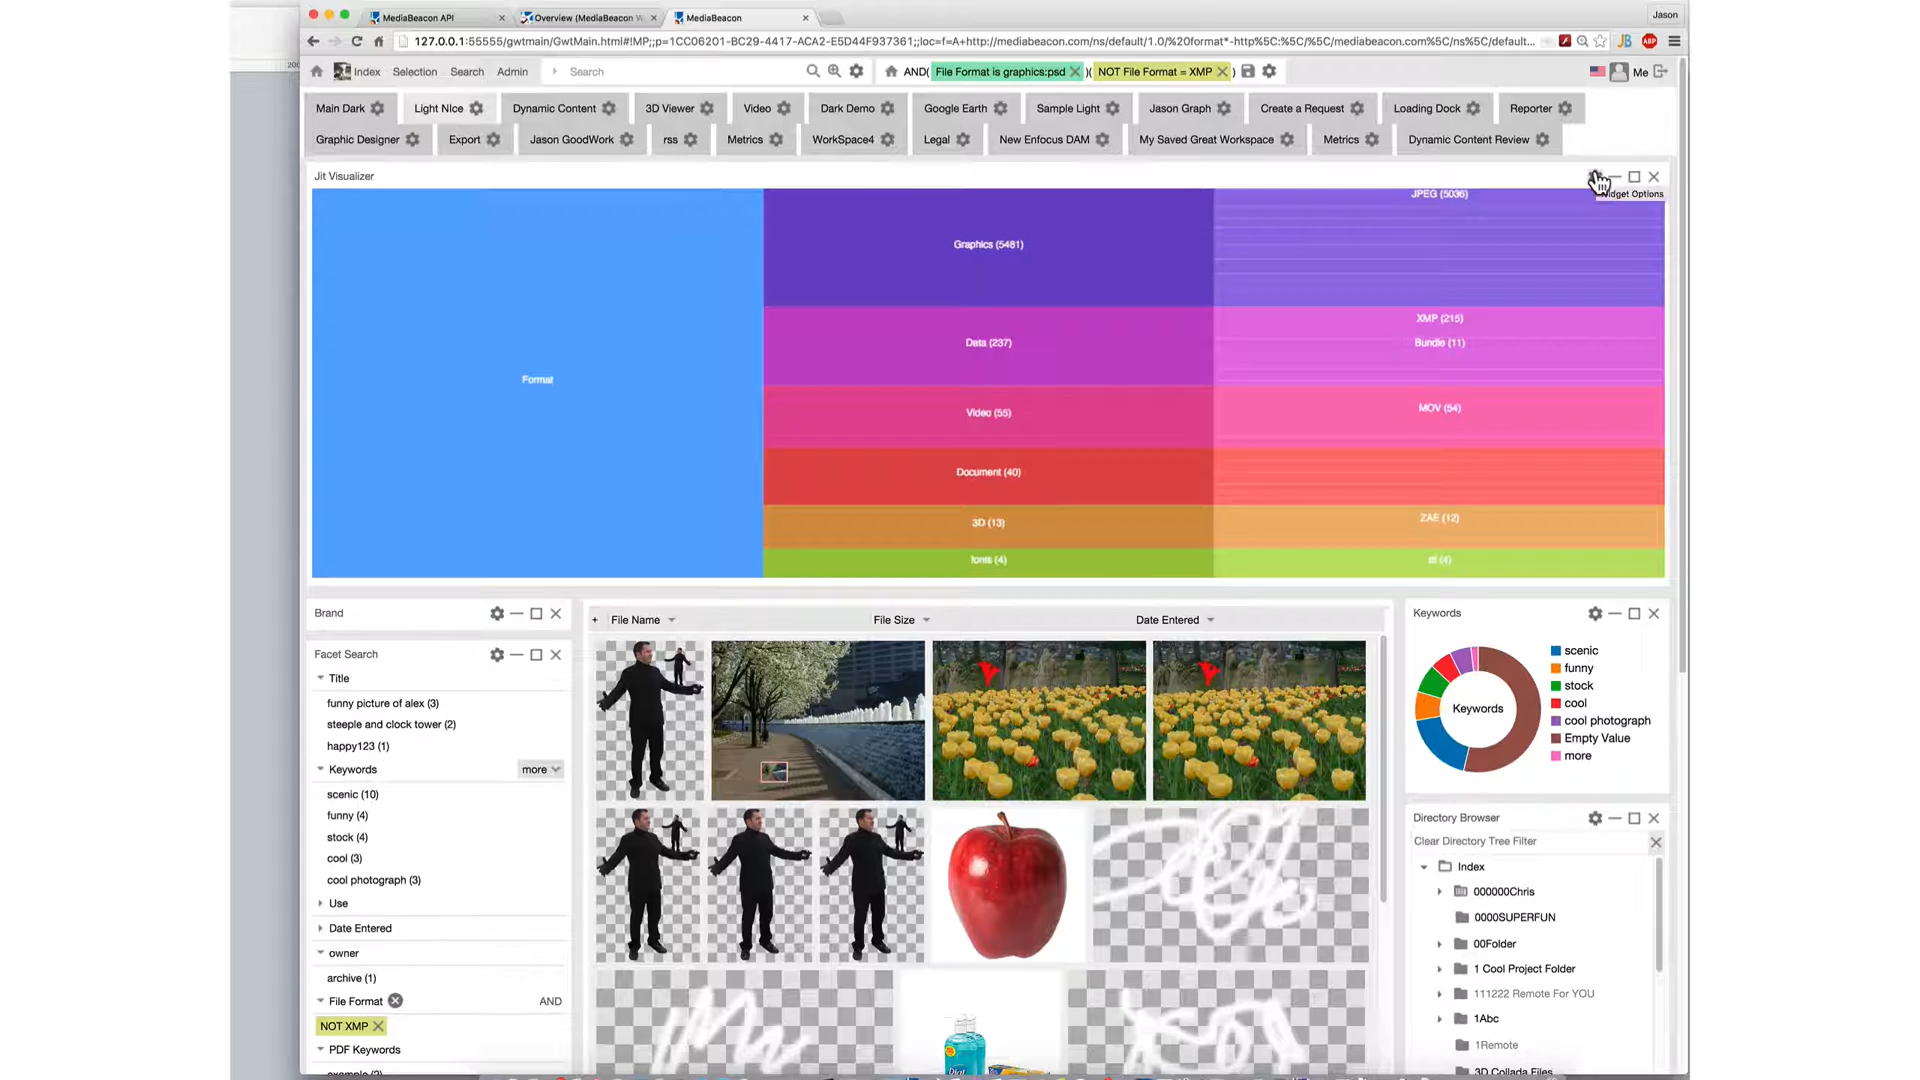 MediaBeacon API
Overview (MediaBeacon W
MediaBeacon
Jason
127.0.0.1:55555/gwtmain/GwtMain.html#!MP;;p=1CC06201-BC29-4417-ACA2-E5D44F937361;;loc=f=A+http://mediabeacon.com/ns/default/1.0/%20format*-http%5C:%5C/%5C/mediabeacon.com%5C/ns%5C/default...
Index Selection Search Admin Search AND( File Format is graphics:psd )( NOT File Format = XMP ) Me
Main Dark Light NIce Dynamic Content 3D Viewer Video Dark Demo Google Earth Sample Light Jason Graph Create a Request Loading Dock Reporter
Graphic Designer Export Jason GoodWork rss Metrics WorkSpace4 Legal New Enfocus DAM My Saved Great Workspace Metrics Dynamic Content Review
Jit Visualizer
Options
JPEG (5036)
Graphics (5481)
XMP (215)
Data (237)
Bundle (11)
Format
MOV (54)
Video (55)
Document (40)
ZAE (12)
3D (13)
fonts (4)
Brand
Facet Search
Title
funny picture of alex (3)
steeple and clock tower (2)
happy123 (1)
Keywords more
scenic (10)
funny (4)
stock (4)
cool (3)
cool photograph (3)
Use
Date Entered
owner
archive (1)
File Format AND
NOT XMP
PDF Keywords
+ File Name File Size Date Entered
Dial
Keywords
Keywords
scenic
funny
stock
cool
cool photograph
Empty Value
more
Directory Browser
Clear Directory Tree Filter
Index
000000Chris
0000SUPERFUN
00Folder
1 Cool Project Folder
111222 Remote For YOU
1Abc
1Remote
3D Collada Files